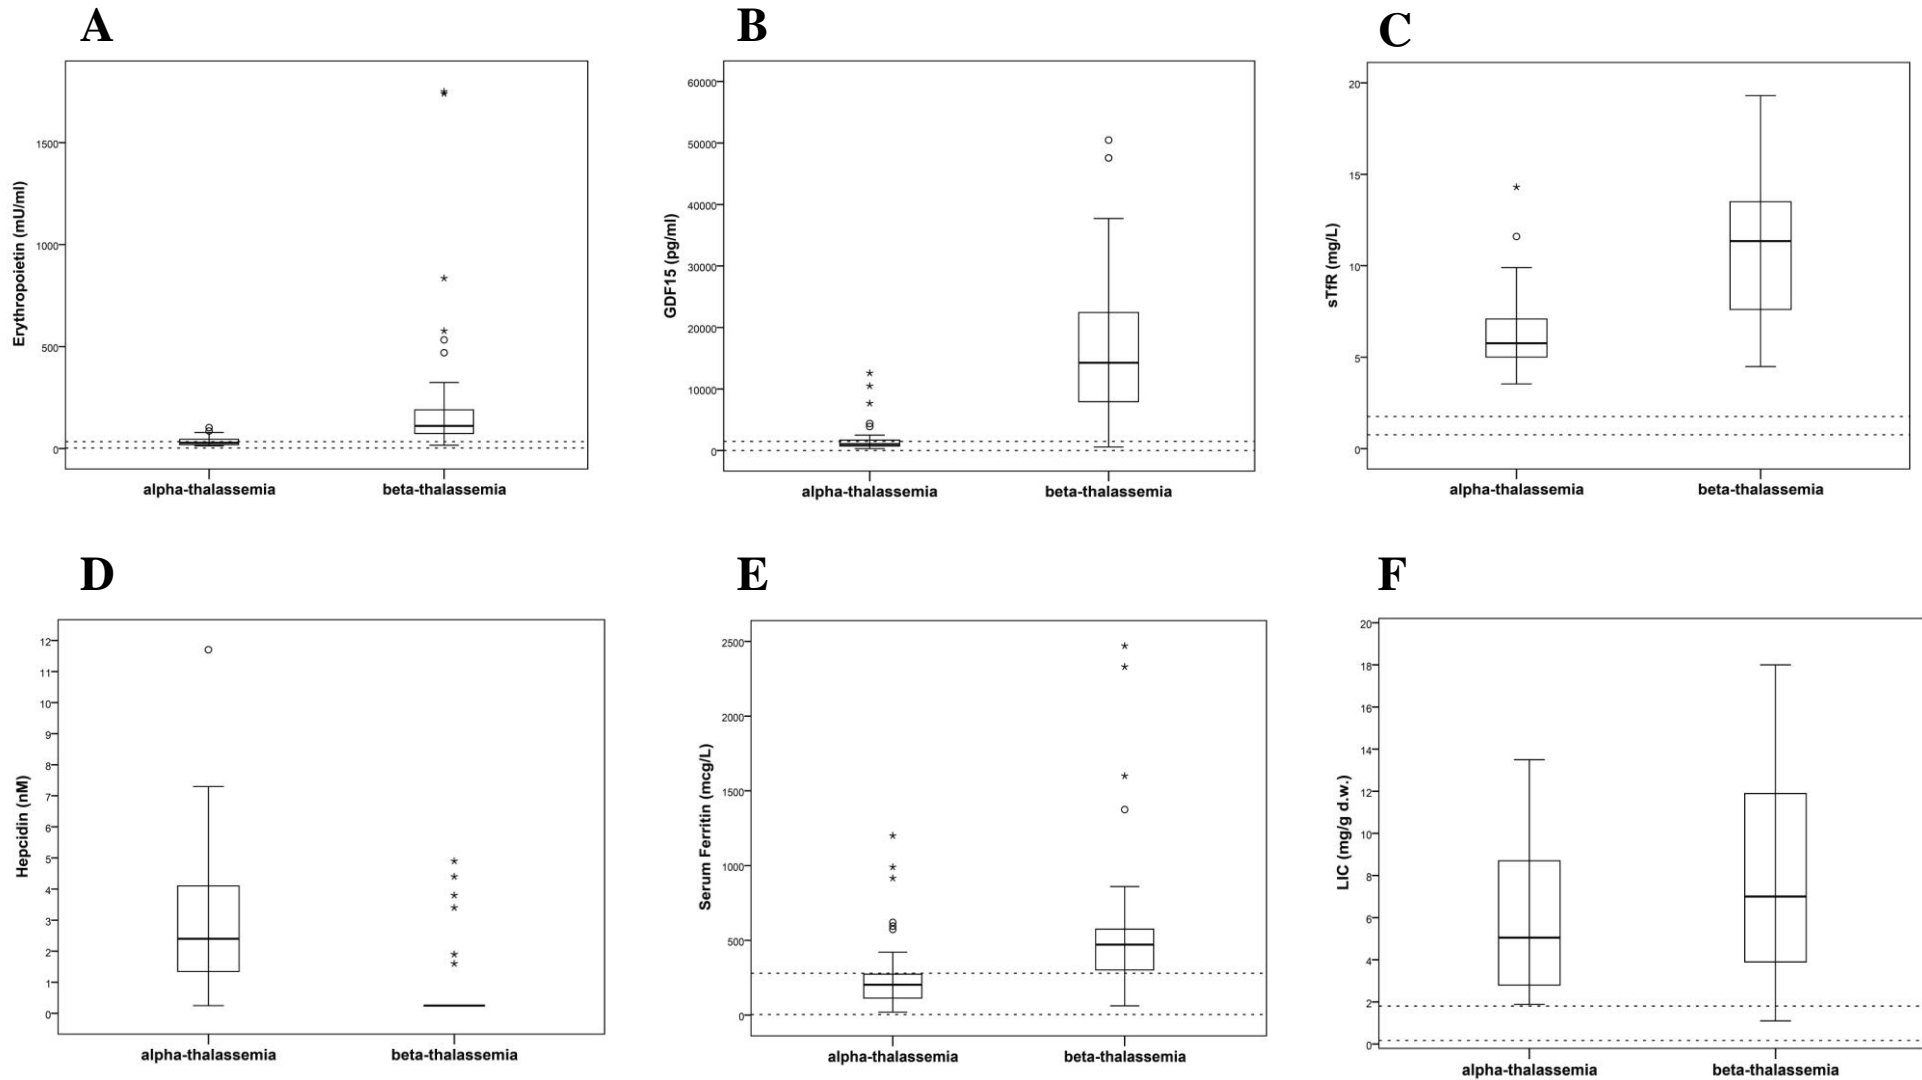 A
Erythropoietin (mU/ml)
1500
1000
500
0
alpha-thalassemia
beta-thalassemia
B
GDF15 (pg/ml)
60000
50000
40000
30000
20000
10000
0
alpha-thalassemia
beta-thalassemia
C
sTfR (mg/L)
20
15
10
5
0
alpha-thalassemia
beta-thalassemia
D
Hepcidin (nM)
12
11
10
9
8
7
6
5
4
3
2
1
0
alpha-thalassemia
beta-thalassemia
E
Serum Ferritin (mcg/L)
2500
2000
1500
1000
500
0
alpha-thalassemia
beta-thalassemia
F
LIC (mg/g d.w.)
20
18
16
14
12
10
8
6
4
2
0
alpha-thalassemia
beta-thalassemia